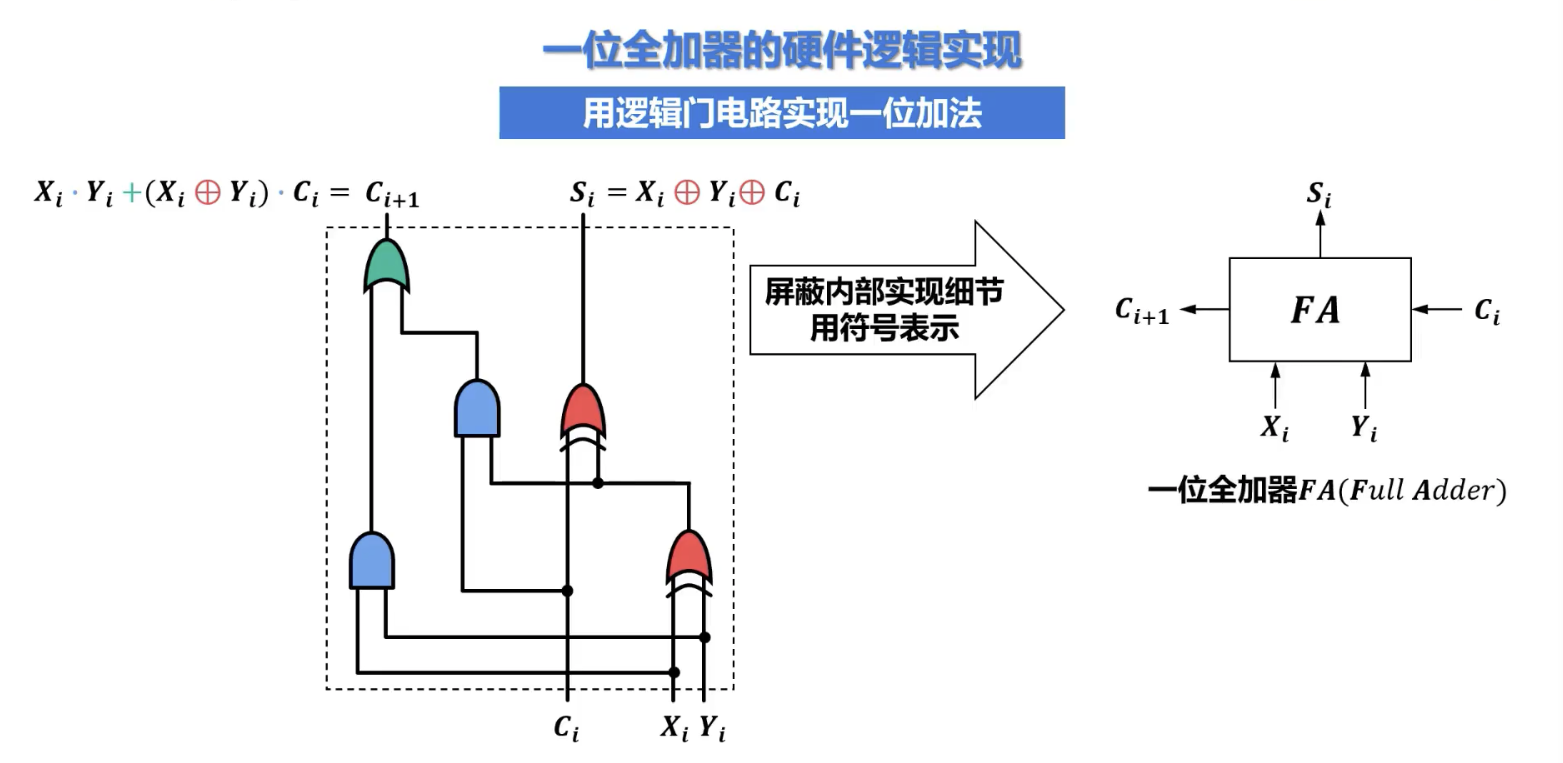 一位全加器的硬件逻辑实现
用逻辑门电路实现一位加法
Xᵢ · Yᵢ + (Xᵢ ⊕ Yᵢ) · Cᵢ = Cᵢ₊₁
Sᵢ = Xᵢ ⊕ Yᵢ ⊕ Cᵢ
Cᵢ
Xᵢ Yᵢ
屏蔽内部实现细节
用符号表示
Sᵢ
Cᵢ₊₁
FA
Cᵢ
Xᵢ
Yᵢ
一位全加器FA(Full Adder)